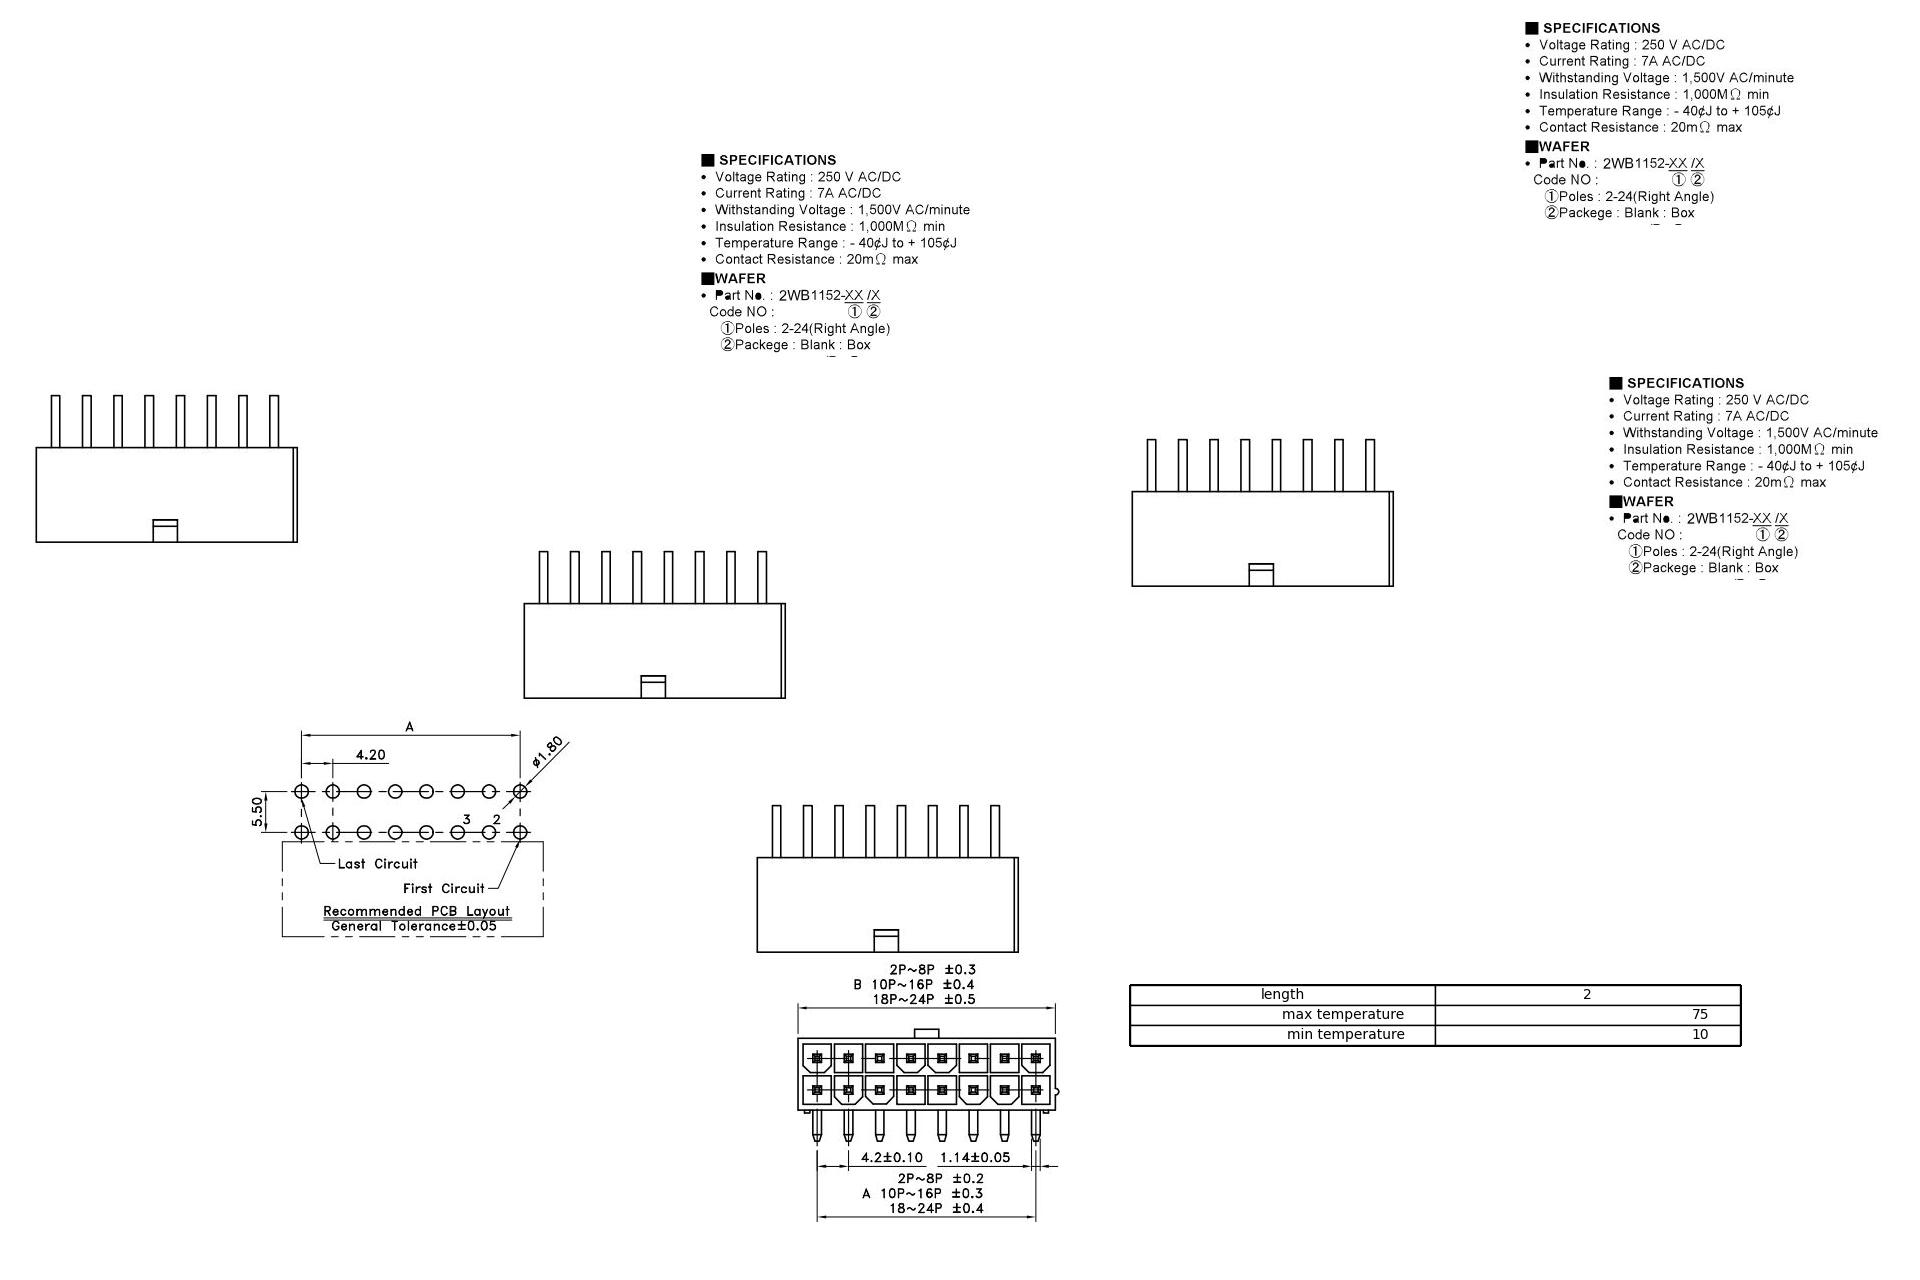 ■ SPECIFICATIONS
• Voltage Rating : 250 V AC/DC
• Current Rating : 7A AC/DC
• Withstanding Voltage : 1,500V AC/minute
• Insulation Resistance : 1,000MΩ min
• Temperature Range : - 40¢J to + 105¢J
• Contact Resistance : 20mΩ max
■WAFER
• Part No. : 2WB1152-XX /X
Code NO : ① ②
①Poles : 2-24(Right Angle)
②Packege : Blank : Box
■ SPECIFICATIONS
• Voltage Rating : 250 V AC/DC
• Current Rating : 7A AC/DC
• Withstanding Voltage : 1,500V AC/minute
• Insulation Resistance : 1,000MΩ min
• Temperature Range : - 40¢J to + 105¢J
• Contact Resistance : 20mΩ max
■WAFER
• Part No. : 2WB1152-XX /X
Code NO : ① ②
①Poles : 2-24(Right Angle)
②Packege : Blank : Box
■ SPECIFICATIONS
• Voltage Rating : 250 V AC/DC
• Current Rating : 7A AC/DC
• Withstanding Voltage : 1,500V AC/minute
• Insulation Resistance : 1,000MΩ min
• Temperature Range : - 40¢J to + 105¢J
• Contact Resistance : 20mΩ max
■WAFER
• Part No. : 2WB1152-XX /X
Code NO : ① ②
①Poles : 2-24(Right Angle)
②Packege : Blank : Box
A
4.20
ø1.80
5.50
3 2
Last Circuit
First Circuit
Recommended PCB Layout
General Tolerance±0.05
2P~8P ±0.3
B 10P~16P ±0.4
18P~24P ±0.5
4.2±0.10 1.14±0.05
2P~8P ±0.2
A 10P~16P ±0.3
18~24P ±0.4
length 2
max temperature 75
min temperature 10